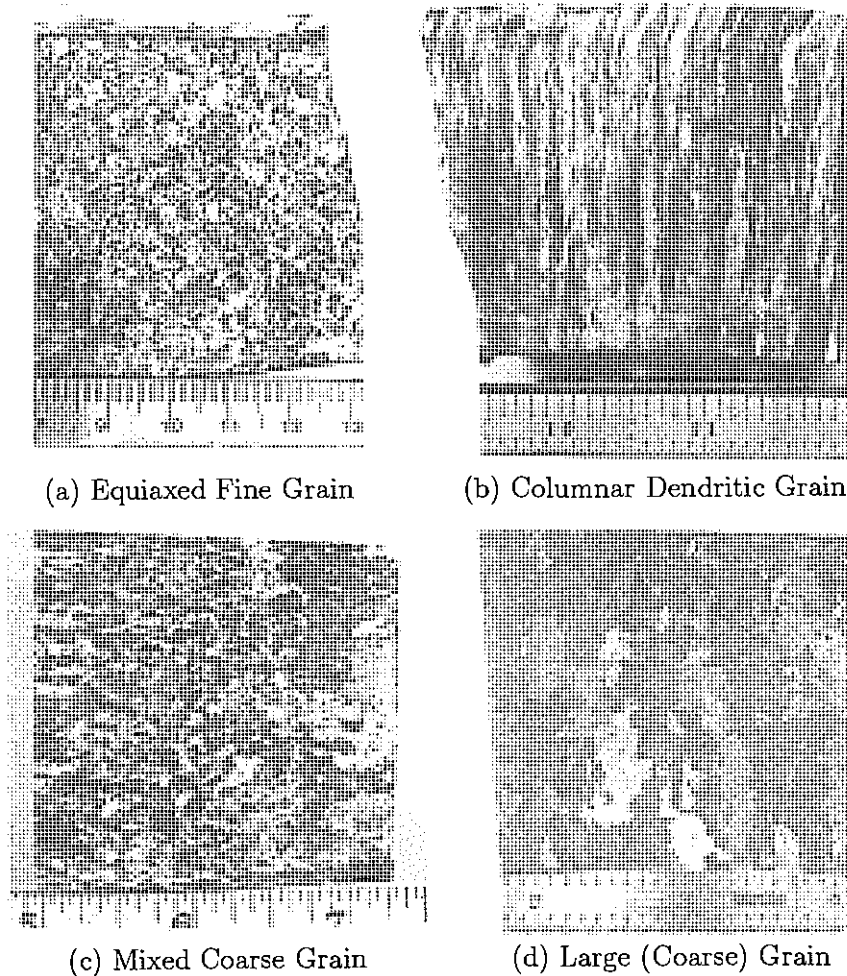 (a) Equiaxed Fine Grain
(b) Columnar Dendritic Grain
(c) Mixed Coarse Grain
(d) Large (Coarse) Grain